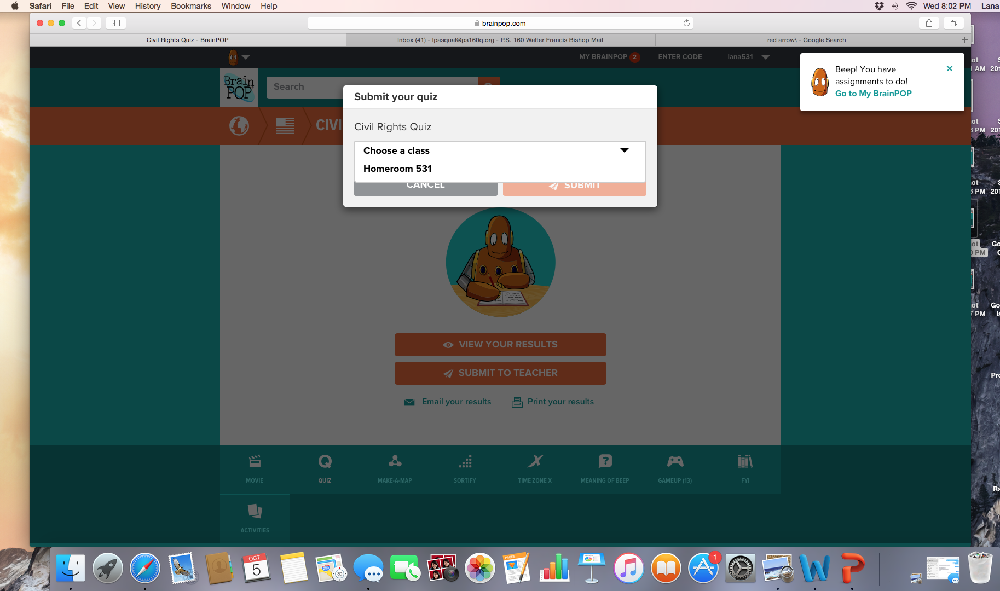 Safari File Edit View History Bookmarks Window Help
Wed 8:02 PM Lana
brainpop.com
Civil Rights Quiz - BrainPOP
Inbox (41) - lpasqual@ps160q.org - P.S. 160 Walter Francis Bishop Mail
red arrow\ - Google Search
MY BRAINPOP 2 ENTER CODE lana531
Beep! You have
assignments to do!
Go to My BrainPOP
Brain
POP
Search
Submit your quiz
CIVI
Civil Rights Quiz
Choose a class
Homeroom 531
CANCEL
SUBMIT
VIEW YOUR RESULTS
SUBMIT TO TEACHER
Email your results
Print your results
MOVIE
QUIZ
MAKE-A-MAP
SORTIFY
TIME ZONE X
MEANING OF BEEP
GAMEUP (13)
FYI
ACTIVITIES
OCT
5
PAGES
280
3D
1